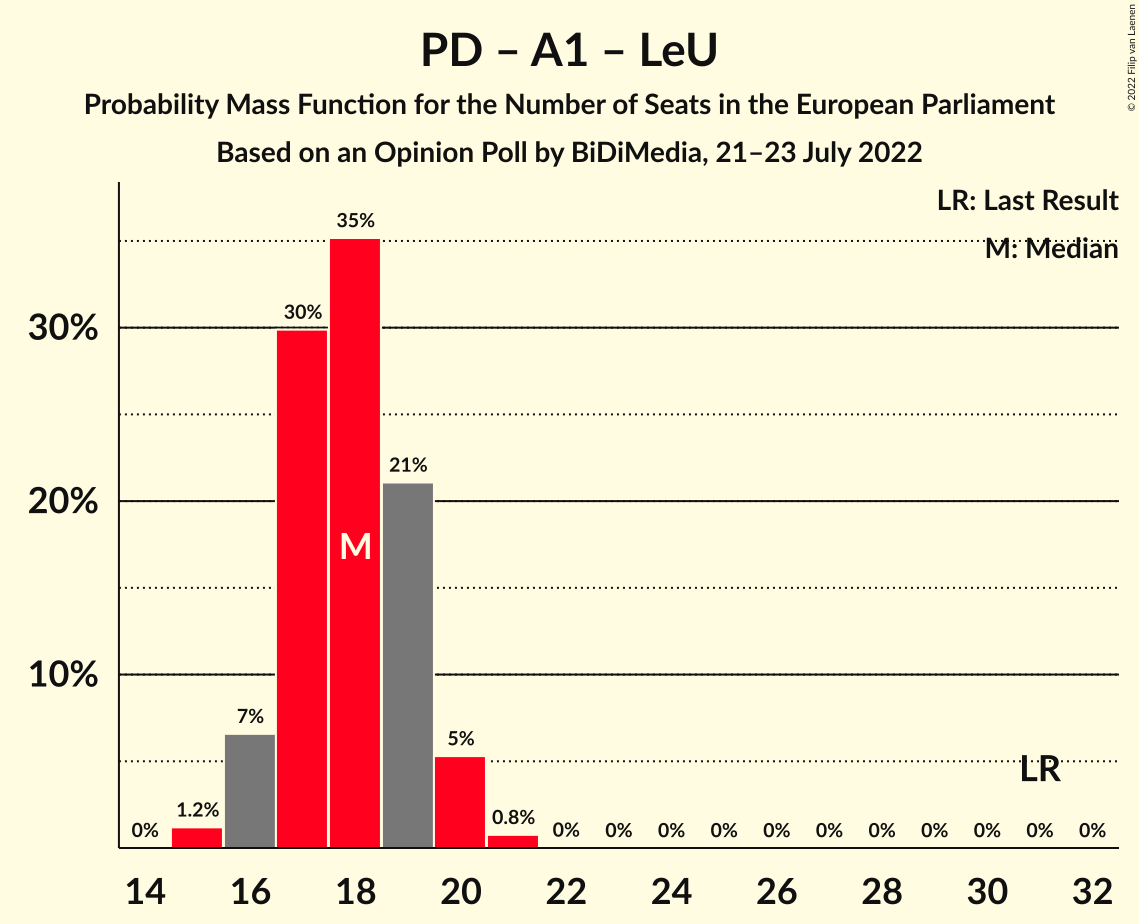 PD – A1 – LeU
Probability Mass Function for the Number of Seats in the European Parliament
Based on an Opinion Poll by BiDiMedia, 21–23 July 2022
© 2022 Filip van Laenen
LR: Last Result
M: Median
30%
20%
10%
0%
1.2%
7%
30%
35%
M
21%
5%
0.8%
0%
0%
0%
0%
0%
0%
0%
0%
0%
0%
0%
LR
14 16 18 20 22 24 26 28 30 32